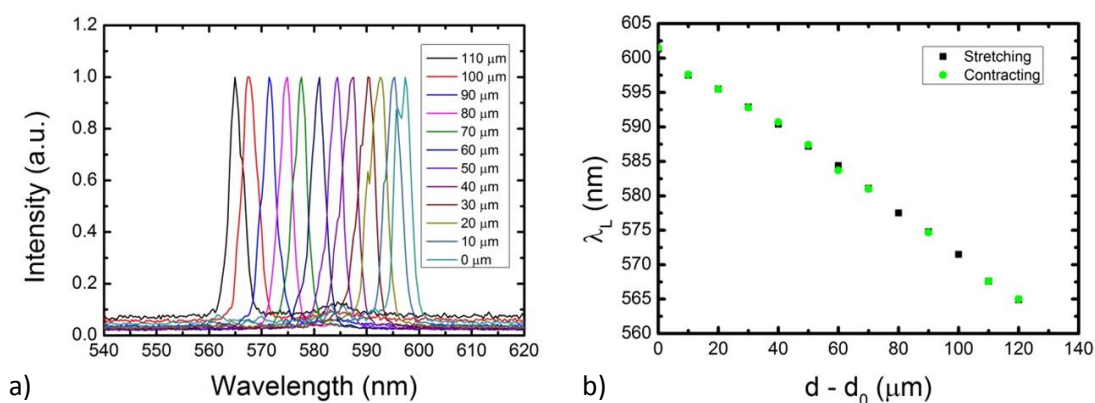 1.2
1.0
0.8
0.6
0.4
0.2
0.0
Intensity (a.u.)
110 μm
100 μm
90 μm
80 μm
70 μm
60 μm
50 μm
40 μm
30 μm
20 μm
10 μm
0 μm
540 550 560 570 580 590 600 610 620
Wavelength (nm)
a)
605
600
595
590
585
580
575
570
565
560
λL (nm)
Stretching
Contracting
0 20 40 60 80 100 120 140
d - d0 (μm)
b)